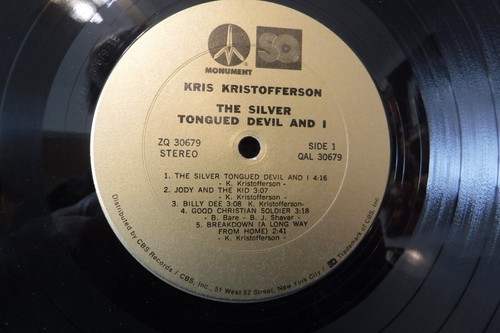 SQ
MONUMENT
KRIS KRISTOFFERSON
THE SILVER
TONGUED DEVIL AND I
ZQ 30679
STEREO
SIDE 1
QAL 30679
1. THE SILVER TONGUED DEVIL AND I 4:16
- K. Kristofferson -
2. JODY AND THE KID 3:07
- K. Kristofferson -
3. BILLY DEE 3:08 K. Kristofferson-
4. GOOD CHRISTIAN SOLDIER 3:18
- B. Bare - B. J. Shaver -
5. BREAKDOWN (A LONG WAY
FROM HOME) 2:41
- K. Kristofferson -
Distributed by CBS Records / CBS, Inc., 51 West 52 Street, New York City / SQ Trademark of CBS, Inc.